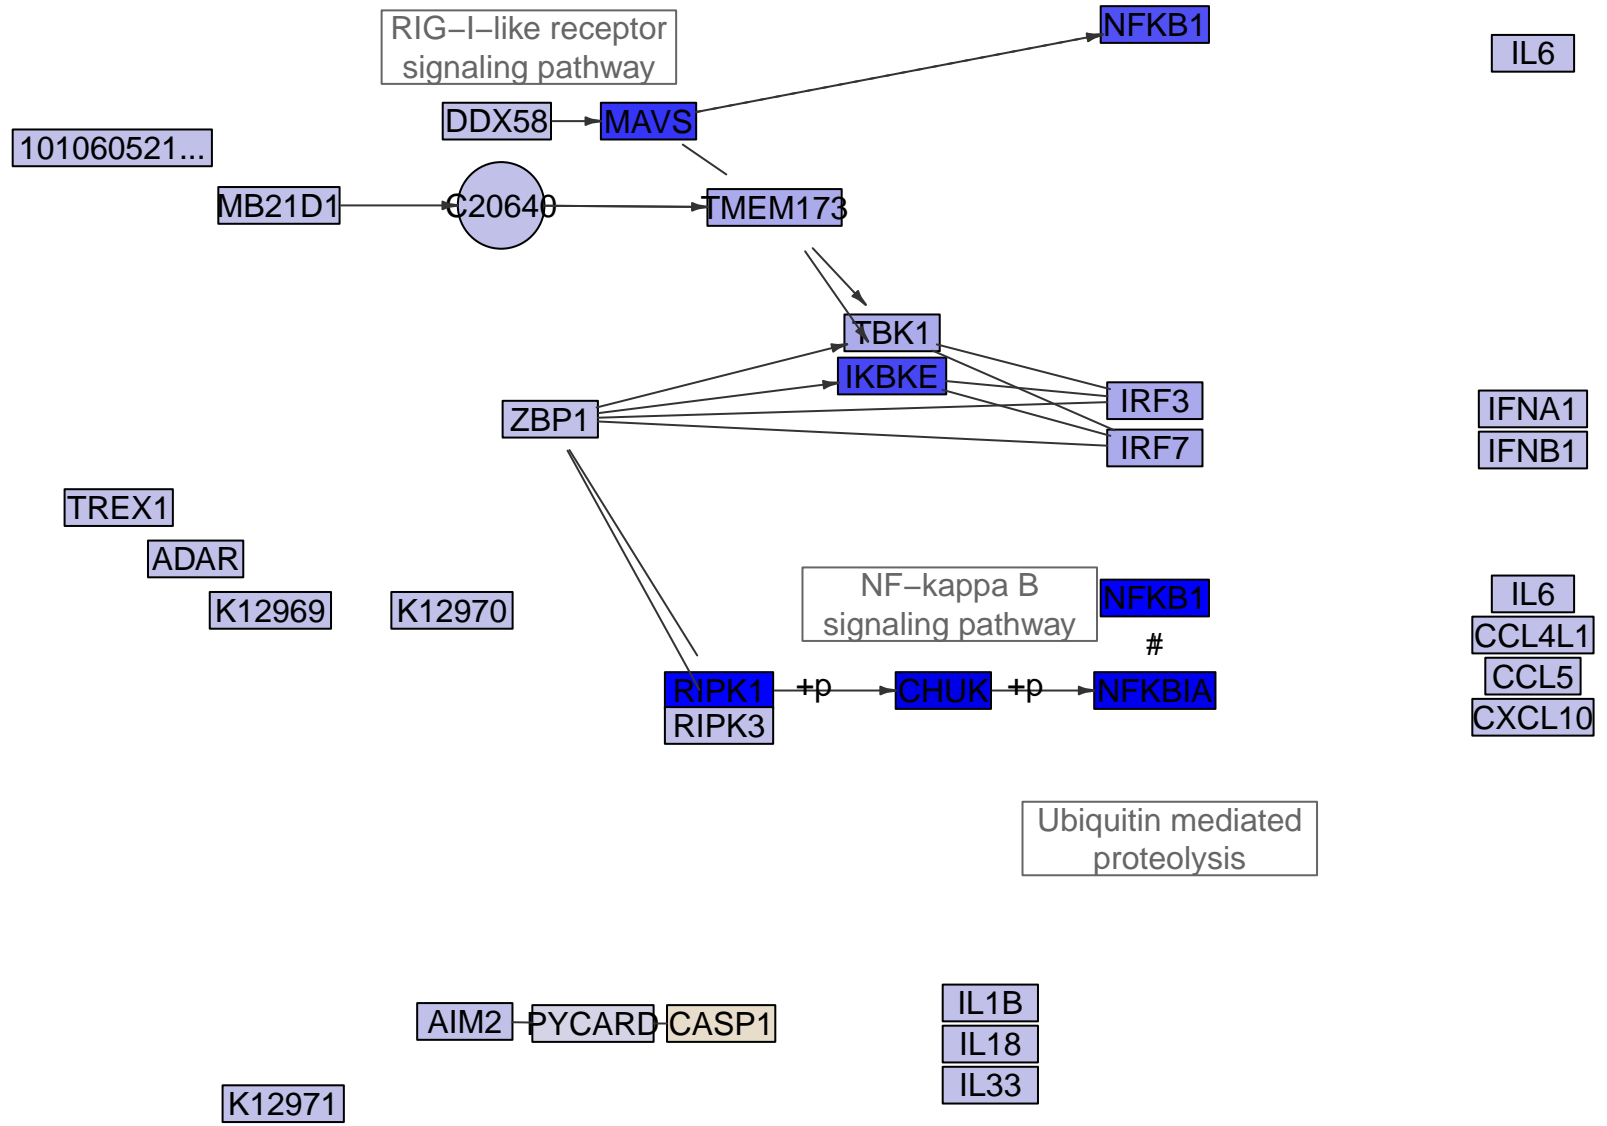 RIG−I−like receptor
signaling pathway
NFKB1
IL6
DDX58
MAVS
101060521...
MB21D1
C20640
TMEM173
TBK1
IKBKE
ZBP1
IRF3
IRF7
IFNA1
IFNB1
TREX1
ADAR
K12969
K12970
NF−kappa B
signaling pathway
NFKB1
#
IL6
CCL4L1
CCL5
CXCL10
RIPK1
+p
CHUK
+p
NFKBIA
RIPK3
Ubiquitin mediated
proteolysis
AIM2
PYCARD
CASP1
IL1B
IL18
IL33
K12971